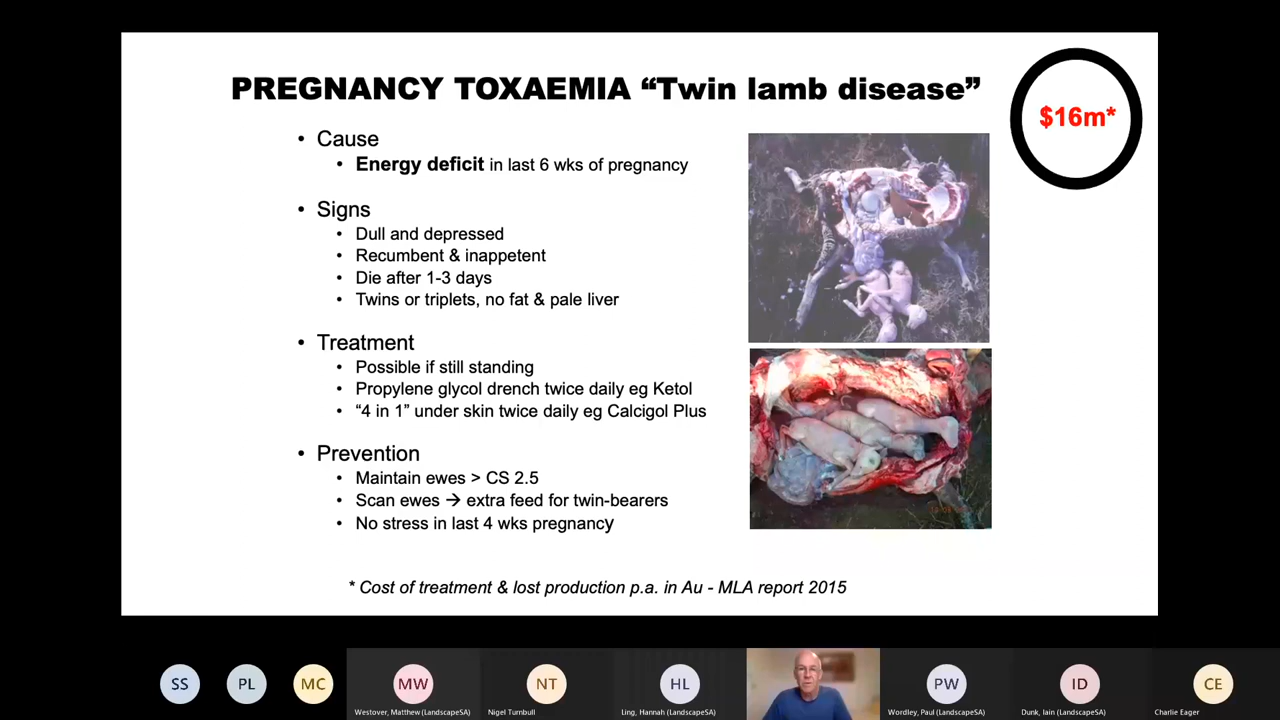 PREGNANCY TOXAEMIA “Twin lamb disease”
$16m*
• Cause
• Energy deficit in last 6 wks of pregnancy
• Signs
• Dull and depressed
• Recumbent & inappetent
• Die after 1-3 days
• Twins or triplets, no fat & pale liver
• Treatment
• Possible if still standing
• Propylene glycol drench twice daily eg Ketol
• “4 in 1” under skin twice daily eg Calcigol Plus
• Prevention
• Maintain ewes > CS 2.5
• Scan ewes → extra feed for twin-bearers
• No stress in last 4 wks pregnancy
* Cost of treatment & lost production p.a. in Au - MLA report 2015
SS
PL
MC
MW
NT
HL
PW
ID
CE
Westover, Matthew (LandscapeSA)
Nigel Turnbull
Ling, Hannah (LandscapeSA)
Wordley, Paul (LandscapeSA)
Dunk, Iain (LandscapeSA)
Charlie Eager